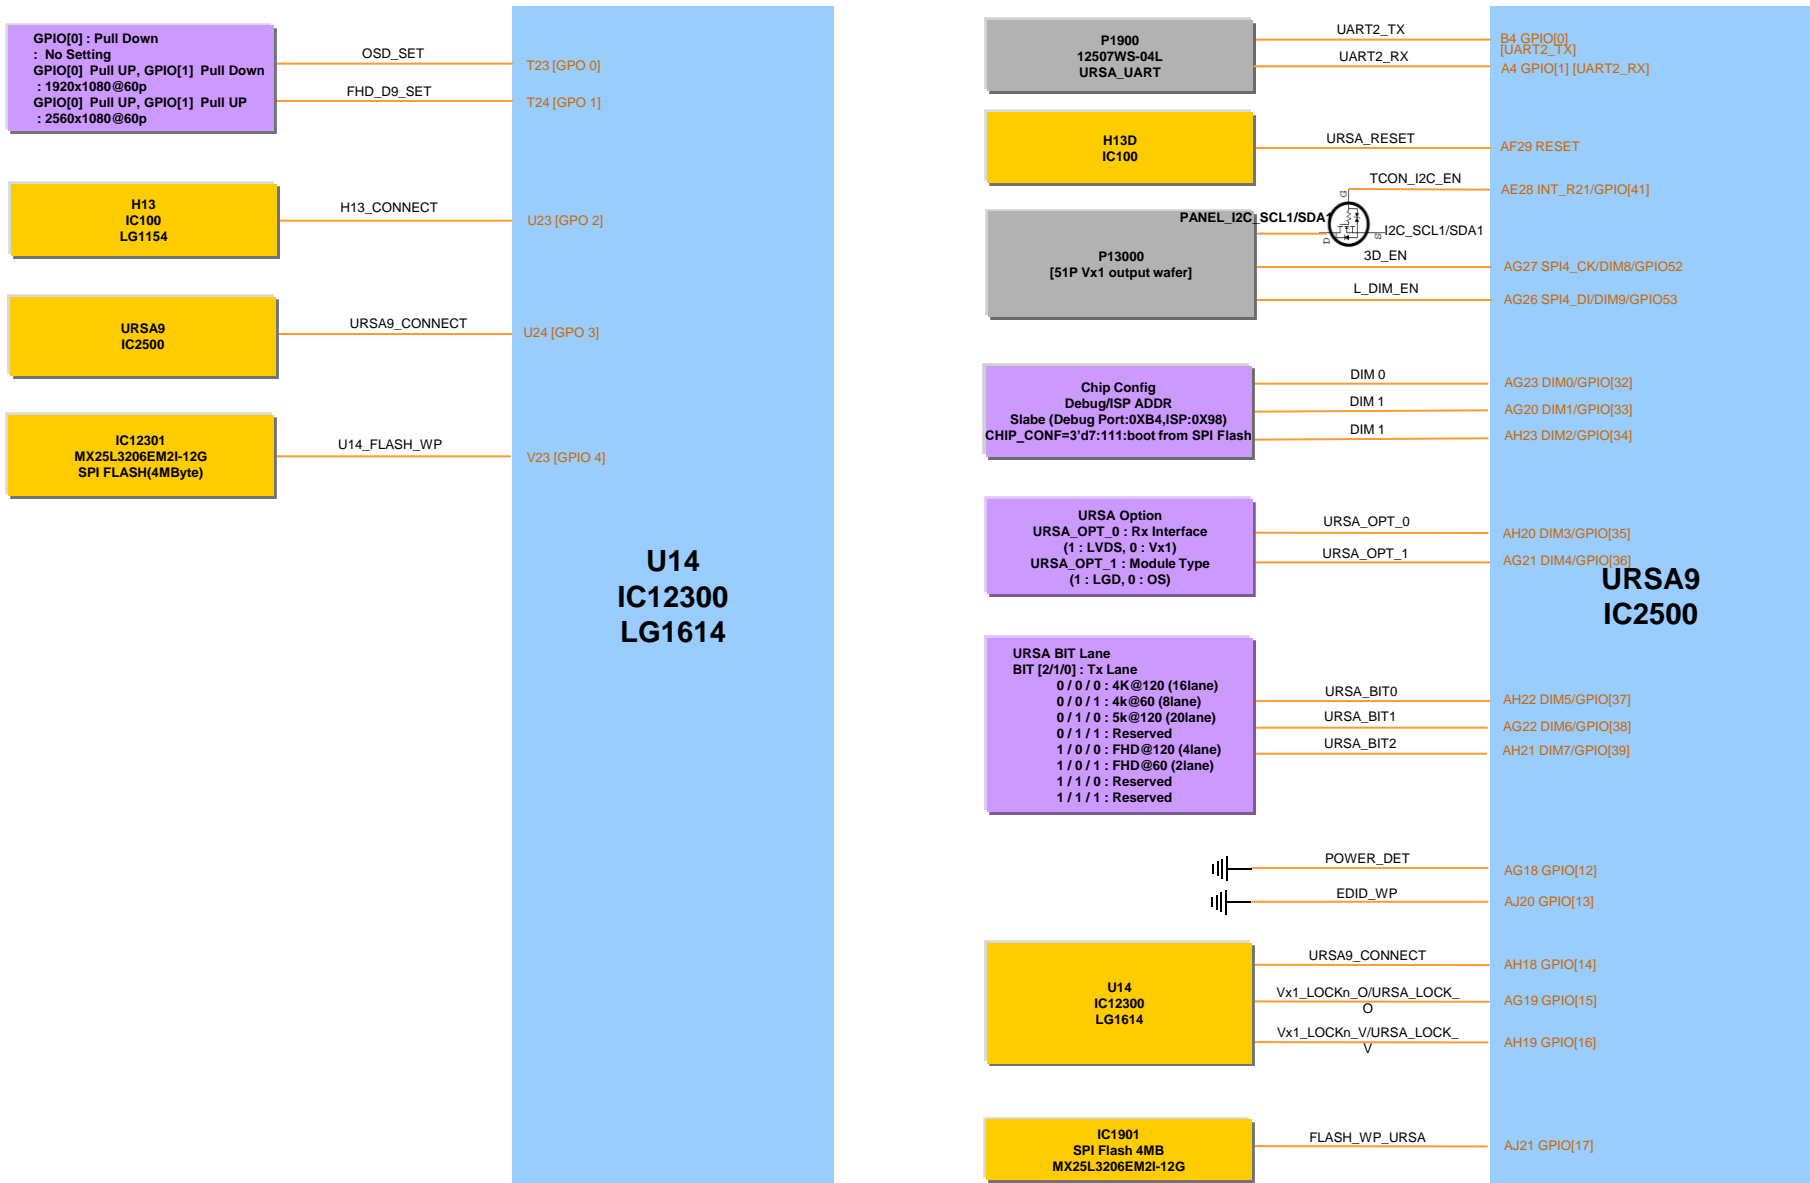 GPIO[0] : Pull Down
: No Setting
GPIO[0] Pull UP, GPIO[1] Pull Down
: 1920x1080@60p
GPIO[0] Pull UP, GPIO[1] Pull UP
: 2560x1080@60p
OSD_SET
T23 [GPO 0]
FHD_D9_SET
T24 [GPO 1]
H13
IC100
LG1154
H13_CONNECT
U23 [GPO 2]
URSA9
IC2500
URSA9_CONNECT
U24 [GPO 3]
IC12301
MX25L3206EM2I-12G
SPI FLASH(4MByte)
U14_FLASH_WP
V23 [GPIO 4]
U14
IC12300
LG1614
P1900
12507WS-04L
URSA_UART
UART2_TX
B4 GPIO[0]
[UART2_TX]
UART2_RX
A4 GPIO[1] [UART2_RX]
H13D
IC100
URSA_RESET
AF29 RESET
TCON_I2C_EN
AE28 INT_R21/GPIO[41]
G
D
S
PANEL_I2C_SCL1/SDA1
I2C_SCL1/SDA1
P13000
[51P Vx1 output wafer]
3D_EN
AG27 SPI4_CK/DIM8/GPIO52
L_DIM_EN
AG26 SPI4_DI/DIM9/GPIO53
Chip Config
Debug/ISP ADDR
Slabe (Debug Port:0XB4,ISP:0X98)
CHIP_CONF=3'd7:111:boot from SPI Flash
DIM 0
AG23 DIM0/GPIO[32]
DIM 1
AG20 DIM1/GPIO[33]
DIM 1
AH23 DIM2/GPIO[34]
URSA Option
URSA_OPT_0 : Rx Interface
(1 : LVDS, 0 : Vx1)
URSA_OPT_1 : Module Type
(1 : LGD, 0 : OS)
URSA_OPT_0
AH20 DIM3/GPIO[35]
URSA_OPT_1
AG21 DIM4/GPIO[36]
URSA9
IC2500
URSA BIT Lane
BIT [2/1/0] : Tx Lane
0 / 0 / 0 : 4K@120 (16lane)
0 / 0 / 1 : 4k@60 (8lane)
0 / 1 / 0 : 5k@120 (20lane)
0 / 1 / 1 : Reserved
1 / 0 / 0 : FHD@120 (4lane)
1 / 0 / 1 : FHD@60 (2lane)
1 / 1 / 0 : Reserved
1 / 1 / 1 : Reserved
URSA_BIT0
AH22 DIM5/GPIO[37]
URSA_BIT1
AG22 DIM6/GPIO[38]
URSA_BIT2
AH21 DIM7/GPIO[39]
POWER_DET
AG18 GPIO[12]
EDID_WP
AJ20 GPIO[13]
U14
IC12300
LG1614
URSA9_CONNECT
AH18 GPIO[14]
Vx1_LOCKn_O/URSA_LOCK_
O
AG19 GPIO[15]
Vx1_LOCKn_V/URSA_LOCK_
V
AH19 GPIO[16]
IC1901
SPI Flash 4MB
MX25L3206EM2I-12G
FLASH_WP_URSA
AJ21 GPIO[17]